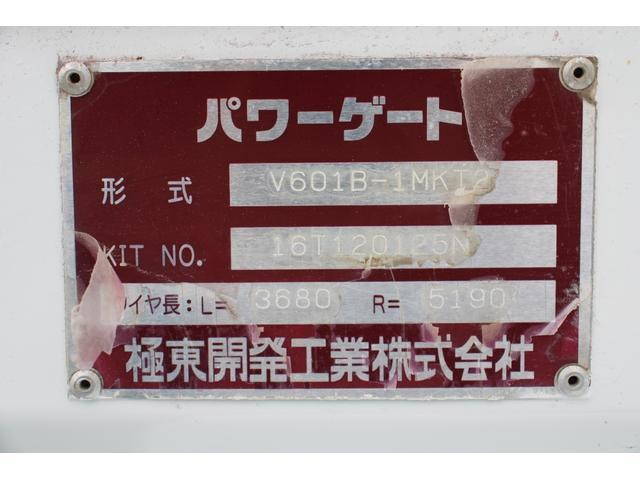 パワーゲート
形式 V601B-1MKT2
KIT NO. 16T120125N
イヤ長:L= 3680 R= 5190
極東開発工業株式会社